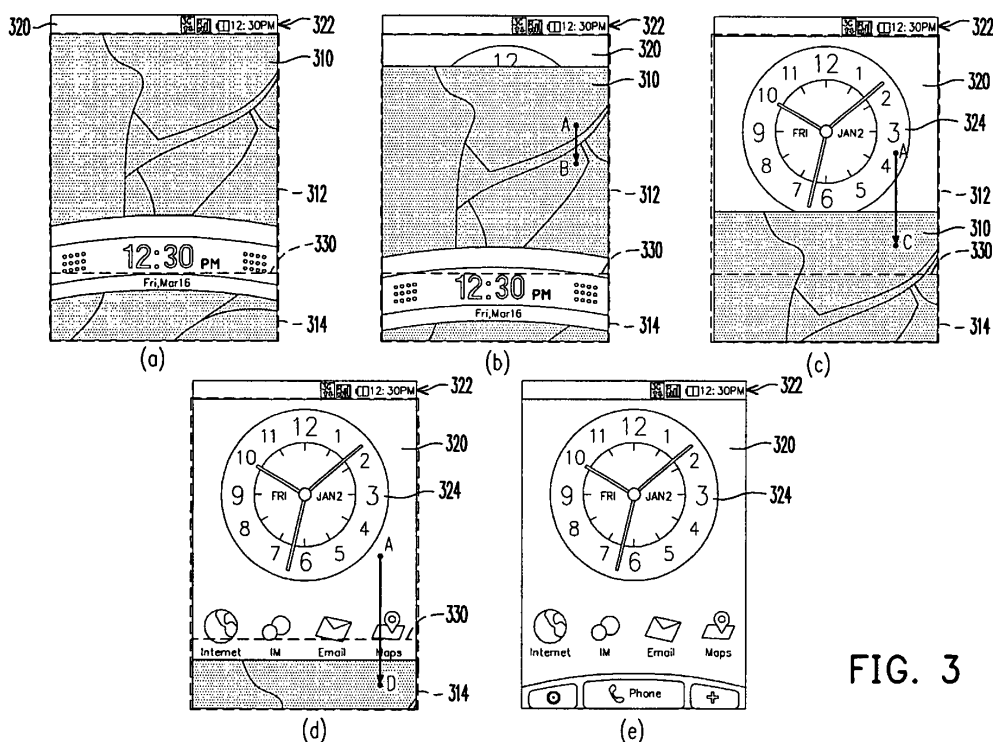 320
12:30PM
322
310
312
12:30 PM
330
Fri,Mar16
314
(a)
12:30PM
322
320
12
310
A
B
312
330
12:30 PM
Fri,Mar16
314
(b)
12:30PM
322
320
12
11 1
10 2
324
9 FRI JAN2 3
A
8 4
312
7 5
6
310
C
330
314
(c)
12:30PM
322
12
11 1
320
10 2
9 FRI JAN2 3
324
8 4
A
7 5
6
330
Internet IM Email Maps
D
314
(d)
12:30PM
322
12
11 1
320
10 2
9 FRI JAN2 3
324
8 4
7 5
6
Internet IM Email Maps
Phone
(e)
FIG. 3